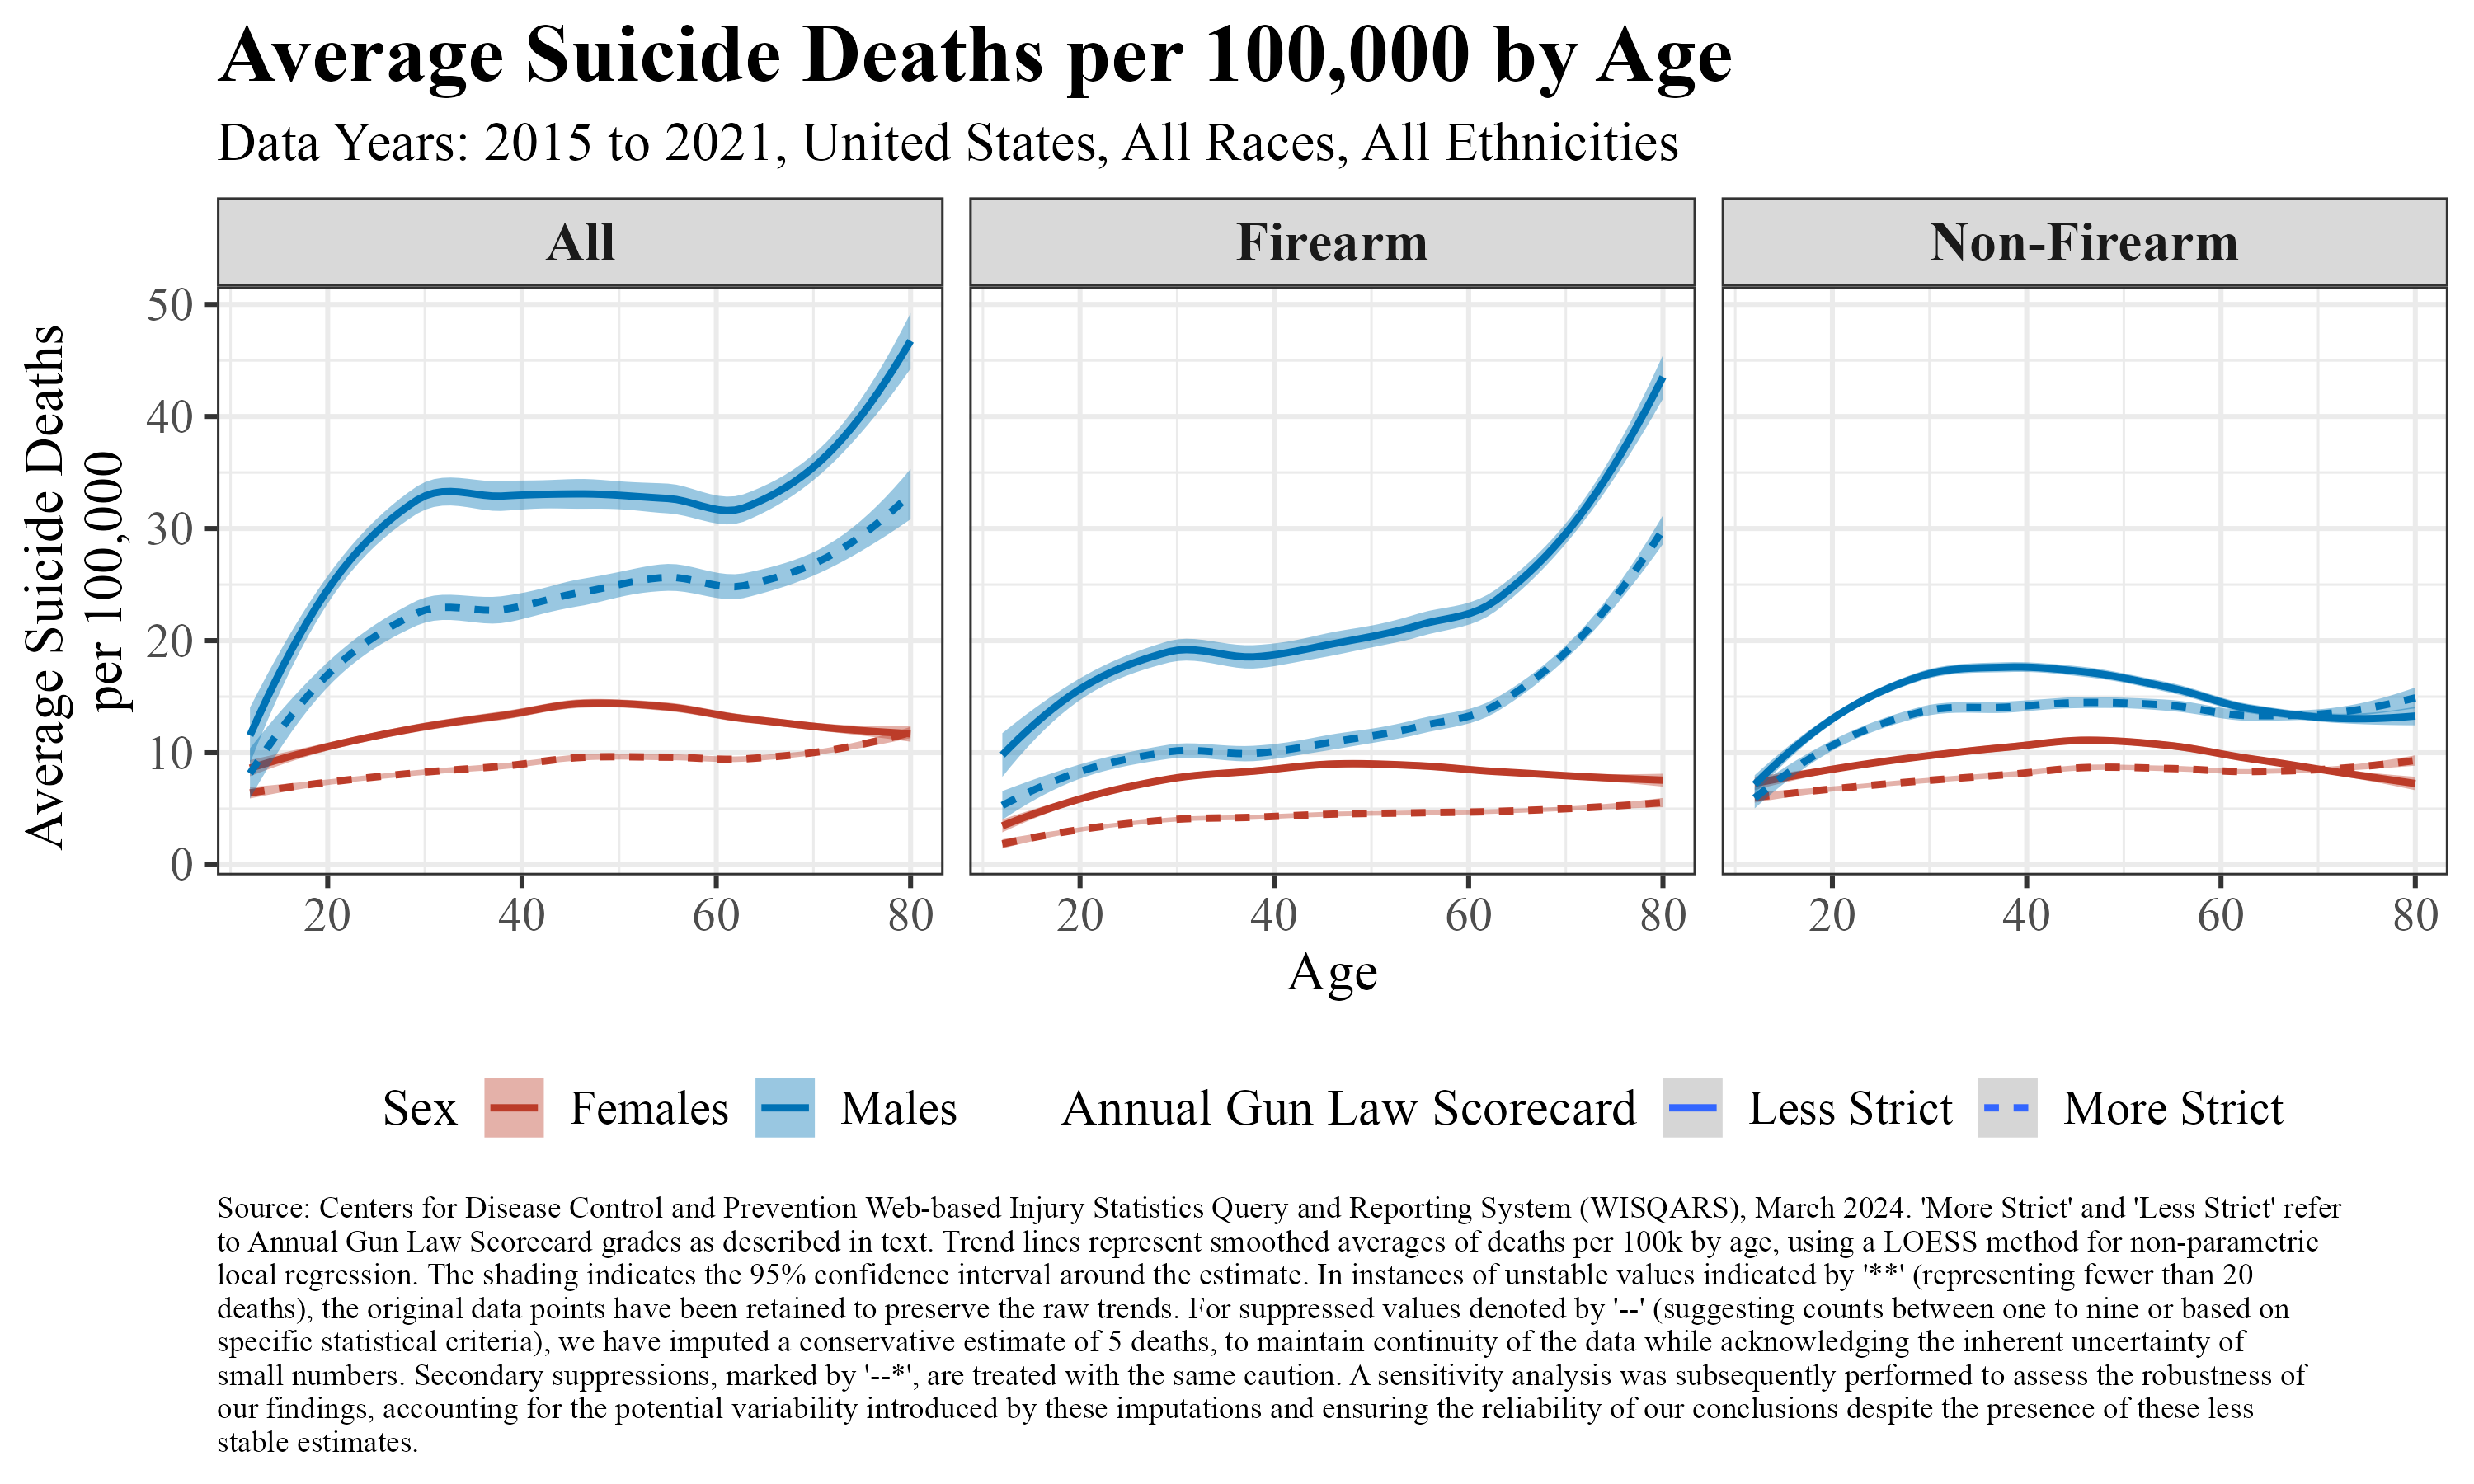 Average Suicide Deaths per 100,000 by Age
Data Years: 2015 to 2021, United States, All Races, All Ethnicities
All
Firearm
Non-Firearm
Average Suicide Deaths
per 100,000
50
40
30
20
10
0
20 40 60 80
20 40 60 80
20 40 60 80
Age
Sex Females Males Annual Gun Law Scorecard Less Strict More Strict
Source: Centers for Disease Control and Prevention Web-based Injury Statistics Query and Reporting System (WISQARS), March 2024. 'More Strict' and 'Less Strict' refer
to Annual Gun Law Scorecard grades as described in text. Trend lines represent smoothed averages of deaths per 100k by age, using a LOESS method for non-parametric
local regression. The shading indicates the 95% confidence interval around the estimate. In instances of unstable values indicated by '**' (representing fewer than 20
deaths), the original data points have been retained to preserve the raw trends. For suppressed values denoted by '--' (suggesting counts between one to nine or based on
specific statistical criteria), we have imputed a conservative estimate of 5 deaths, to maintain continuity of the data while acknowledging the inherent uncertainty of
small numbers. Secondary suppressions, marked by '--*', are treated with the same caution. A sensitivity analysis was subsequently performed to assess the robustness of
our findings, accounting for the potential variability introduced by these imputations and ensuring the reliability of our conclusions despite the presence of these less
stable estimates.